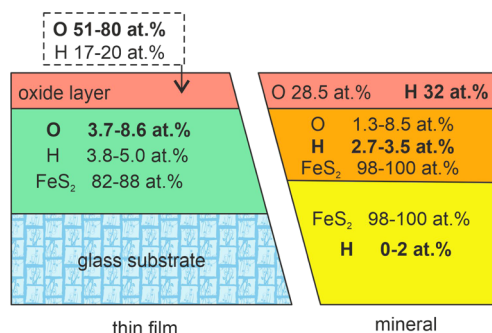 O 51-80 at.%
H 17-20 at.%
oxide layer
O 3.7-8.6 at.%
H 3.8-5.0 at.%
FeS₂ 82-88 at.%
glass substrate
thin film
O 28.5 at.% H 32 at.%
O 1.3-8.5 at.%
H 2.7-3.5 at.%
FeS₂ 98-100 at.%
FeS₂ 98-100 at.%
H 0-2 at.%
mineral